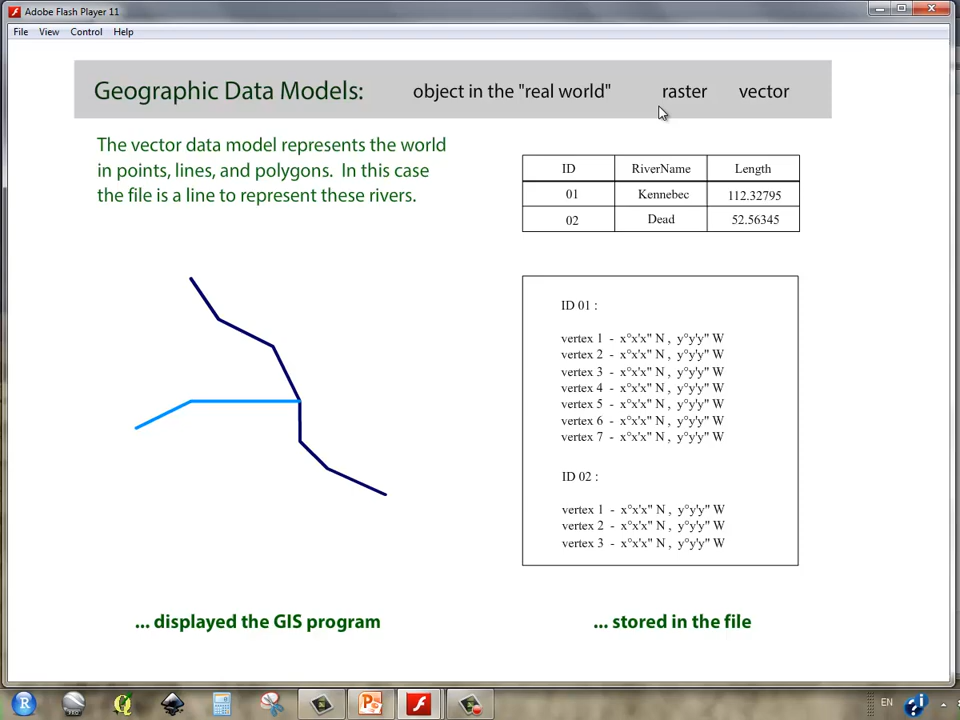 Adobe Flash Player 11
File View Control Help
Geographic Data Models: object in the "real world" raster vector
The vector data model represents the world
in points, lines, and polygons. In this case
the file is a line to represent these rivers.
ID RiverName Length
01 Kennebec 112.32795
02 Dead 52.56345
ID 01 :
vertex 1 - x°x'x" N , y°y'y" W
vertex 2 - x°x'x" N , y°y'y" W
vertex 3 - x°x'x" N , y°y'y" W
vertex 4 - x°x'x" N , y°y'y" W
vertex 5 - x°x'x" N , y°y'y" W
vertex 6 - x°x'x" N , y°y'y" W
vertex 7 - x°x'x" N , y°y'y" W
ID 02 :
vertex 1 - x°x'x" N , y°y'y" W
vertex 2 - x°x'x" N , y°y'y" W
vertex 3 - x°x'x" N , y°y'y" W
... displayed the GIS program
... stored in the file
EN